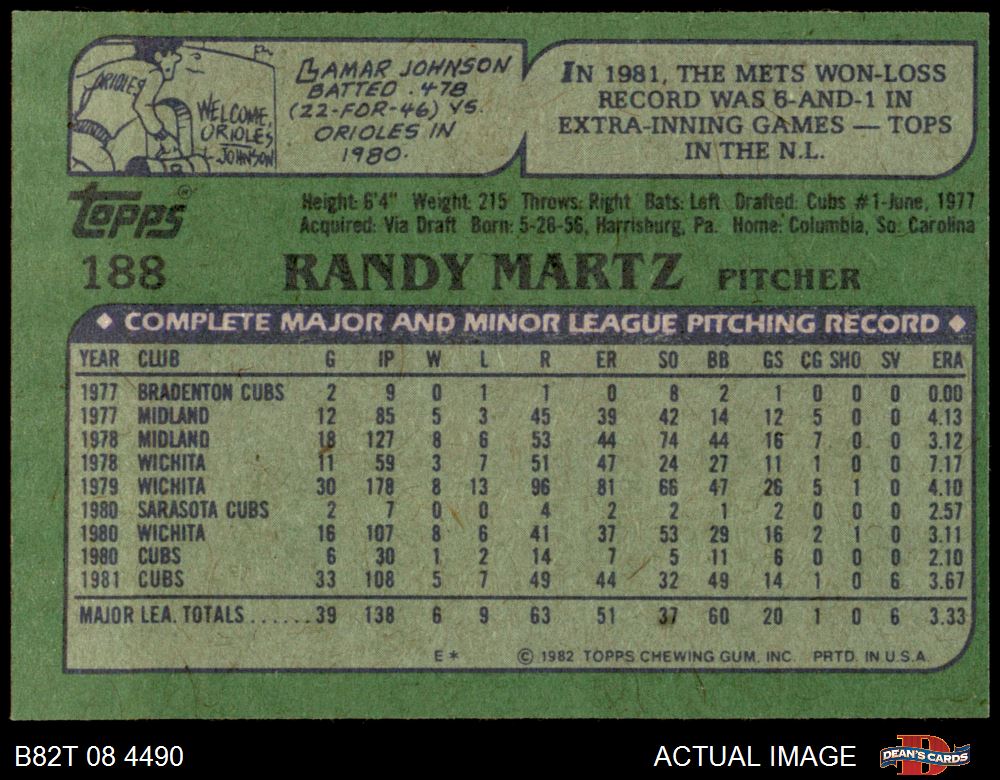 ORIOLES
WELCOME,
ORIOLES
JOHNSON
LAMAR JOHNSON
BATTED .478
(22-FOR-46) VS.
ORIOLES IN
1980.
IN 1981, THE METS WON-LOSS
RECORD WAS 6-AND-1 IN
EXTRA-INNING GAMES — TOPS
IN THE N.L.
Topps®
Height: 6'4" Weight: 215 Throws: Right Bats: Left Drafted: Cubs #1-June, 1977
Acquired: Via Draft Born: 5-28-56, Harrisburg, Pa. Home: Columbia, So. Carolina
188 RANDY MARTZ PITCHER
◆ COMPLETE MAJOR AND MINOR LEAGUE PITCHING RECORD ◆
YEAR CLUB G IP W L R ER SO BB GS CG SHO SV ERA
1977 BRADENTON CUBS 2 9 0 1 1 0 8 2 1 0 0 0 0.00
1977 MIDLAND 12 85 5 3 45 39 42 14 12 5 0 0 4.13
1978 MIDLAND 18 127 8 6 53 44 74 44 16 7 0 0 3.12
1978 WICHITA 11 59 3 7 51 47 24 27 11 1 0 0 7.17
1979 WICHITA 30 178 8 13 96 81 66 47 26 5 1 0 4.10
1980 SARASOTA CUBS 2 7 0 0 4 2 2 1 2 0 0 0 2.57
1980 WICHITA 16 107 8 6 41 37 53 29 16 2 1 0 3.11
1980 CUBS 6 30 1 2 14 7 5 11 6 0 0 0 2.10
1981 CUBS 33 108 5 7 49 44 32 49 14 1 0 6 3.67
MAJOR LEA. TOTALS ...... 39 138 6 9 63 51 37 60 20 1 0 6 3.33
E* © 1982 TOPPS CHEWING GUM, INC. PRTD. IN U.S.A.
B82T 08 4490 ACTUAL IMAGE D DEAN'S CARDS